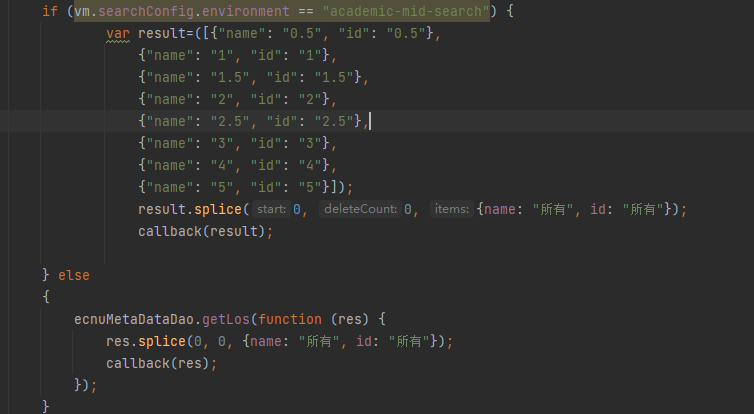 if (vm.searchConfig.environment == "academic-mid-search") {
var result=([{"name": "0.5", "id": "0.5"},
{"name": "1", "id": "1"},
{"name": "1.5", "id": "1.5"},
{"name": "2", "id": "2"},
{"name": "2.5", "id": "2.5"},
{"name": "3", "id": "3"},
{"name": "4", "id": "4"},
{"name": "5", "id": "5"}]);
result.splice( start: 0, deleteCount: 0, items: {name: "所有", id: "所有"});
callback(result);
} else
{
ecnuMetaDataDao.getLos(function (res) {
res.splice(0, 0, {name: "所有", id: "所有"});
callback(res);
});
}